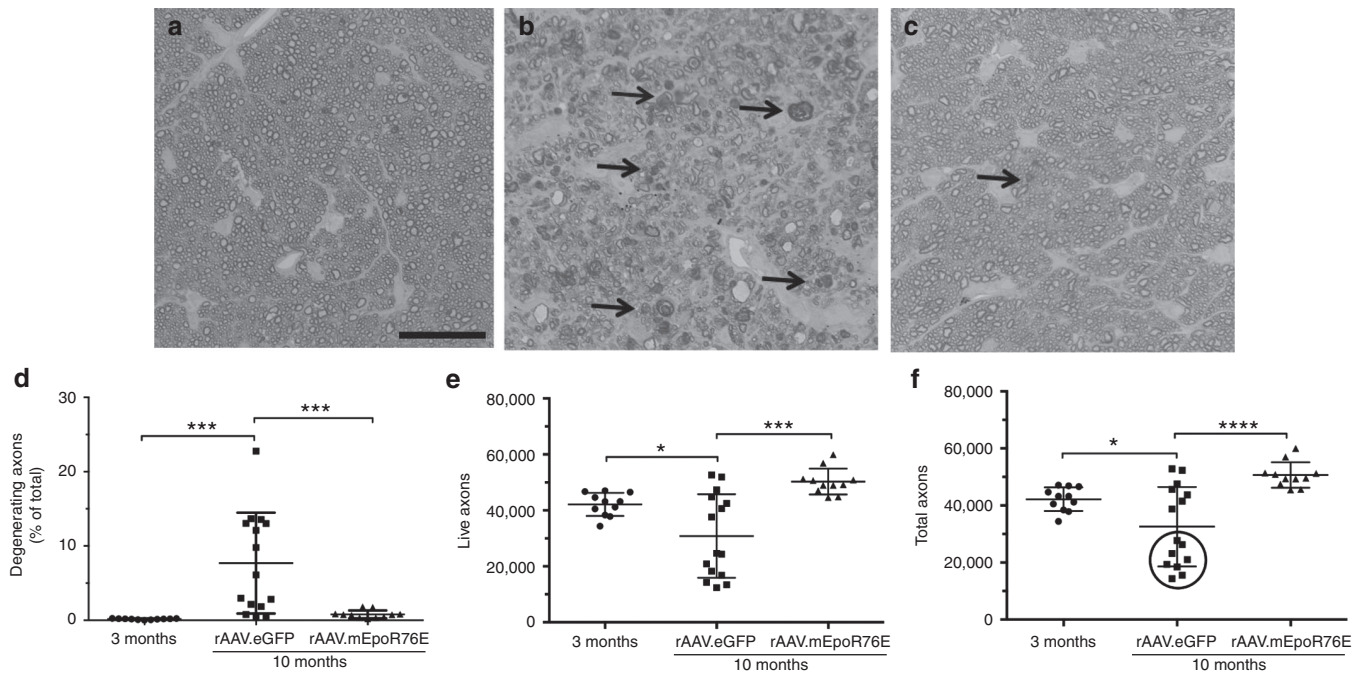 a
b
c
d
30
20
10
0
Degenerating axons
(% of total)
***
***
3 months
rAAV.eGFP
rAAV.mEpoR76E
10 months
e
80,000
60,000
40,000
20,000
0
Live axons
*
***
3 months
rAAV.eGFP
rAAV.mEpoR76E
10 months
f
80,000
60,000
40,000
20,000
0
Total axons
*
****
3 months
rAAV.eGFP
rAAV.mEpoR76E
10 months